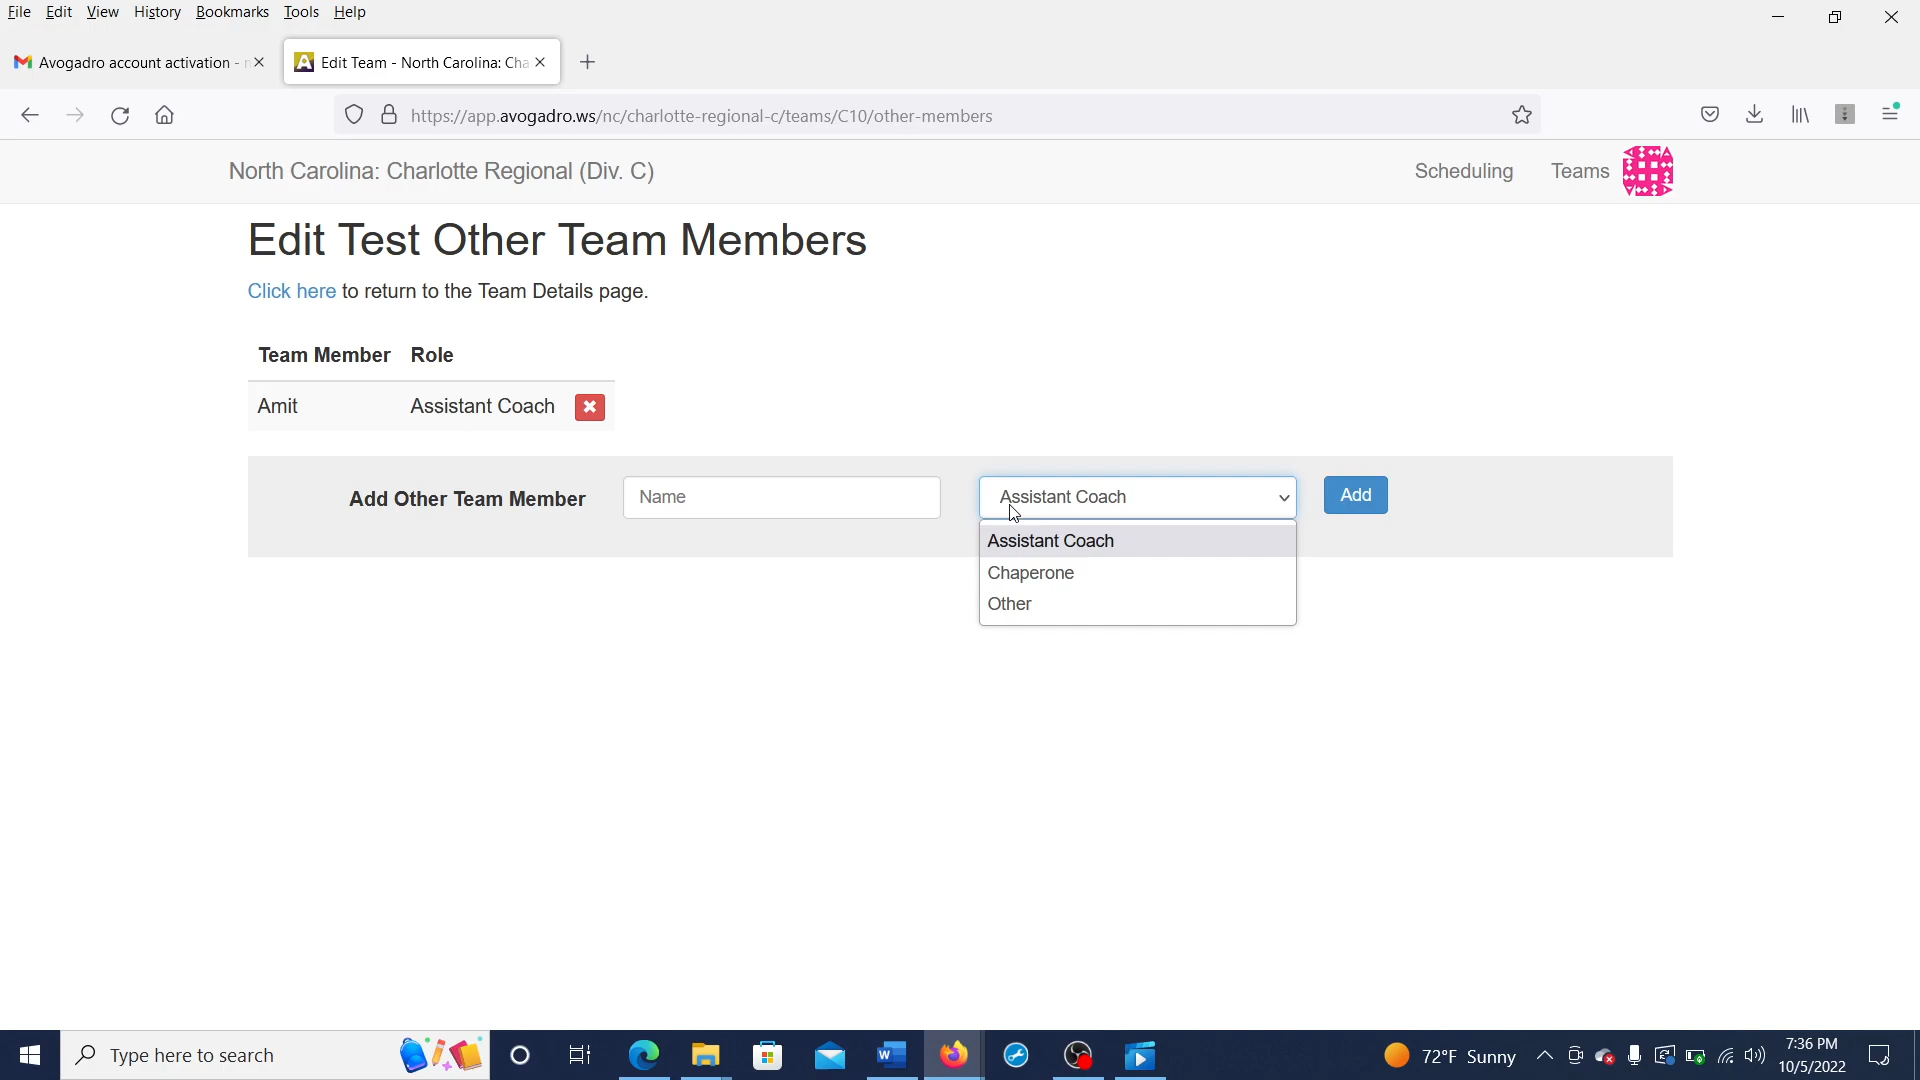 File Edit View History Bookmarks Tools Help
Avogadro account activation -
Edit Team - North Carolina: Cha
https://app.avogadro.ws/nc/charlotte-regional-c/teams/C10/other-members
North Carolina: Charlotte Regional (Div. C) Scheduling Teams
Edit Test Other Team Members
Click here to return to the Team Details page.
Team Member Role
Amit Assistant Coach
Add Other Team Member Name Assistant Coach Add
Assistant Coach
Chaperone
Other
Type here to search
72°F Sunny
7:36 PM
10/5/2022